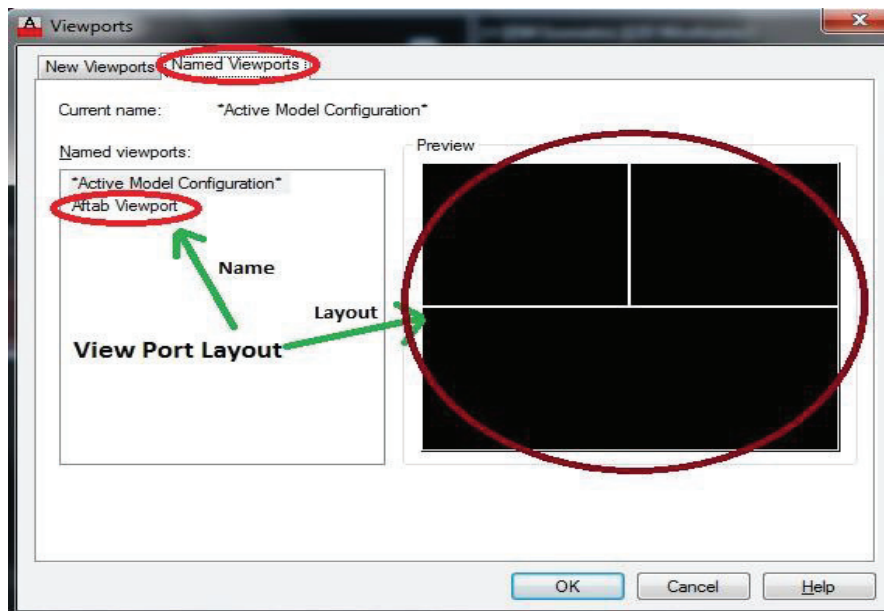 Viewports
New Viewports Named Viewports
Current name: *Active Model Configuration*
Named viewports:
Preview
*Active Model Configuration*
Aftab Viewport
Name
Layout
View Port Layout
OK Cancel Help